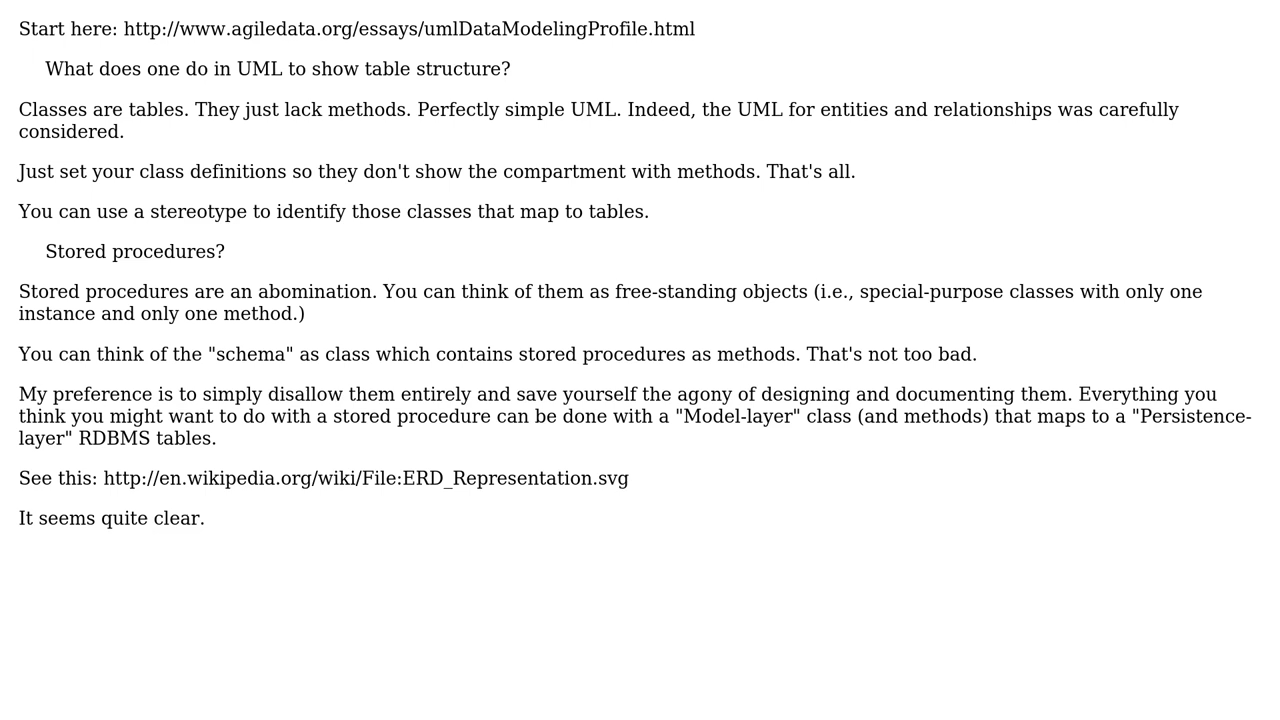 Start here: http://www.agiledata.org/essays/umlDataModelingProfile.html
What does one do in UML to show table structure?
Classes are tables. They just lack methods. Perfectly simple UML. Indeed, the UML for entities and relationships was carefully
considered.
Just set your class definitions so they don't show the compartment with methods. That's all.
You can use a stereotype to identify those classes that map to tables.
Stored procedures?
Stored procedures are an abomination. You can think of them as free-standing objects (i.e., special-purpose classes with only one
instance and only one method.)
You can think of the "schema" as class which contains stored procedures as methods. That's not too bad.
My preference is to simply disallow them entirely and save yourself the agony of designing and documenting them. Everything you
think you might want to do with a stored procedure can be done with a "Model-layer" class (and methods) that maps to a "Persistence-
layer" RDBMS tables.
See this: http://en.wikipedia.org/wiki/File:ERD_Representation.svg
It seems quite clear.